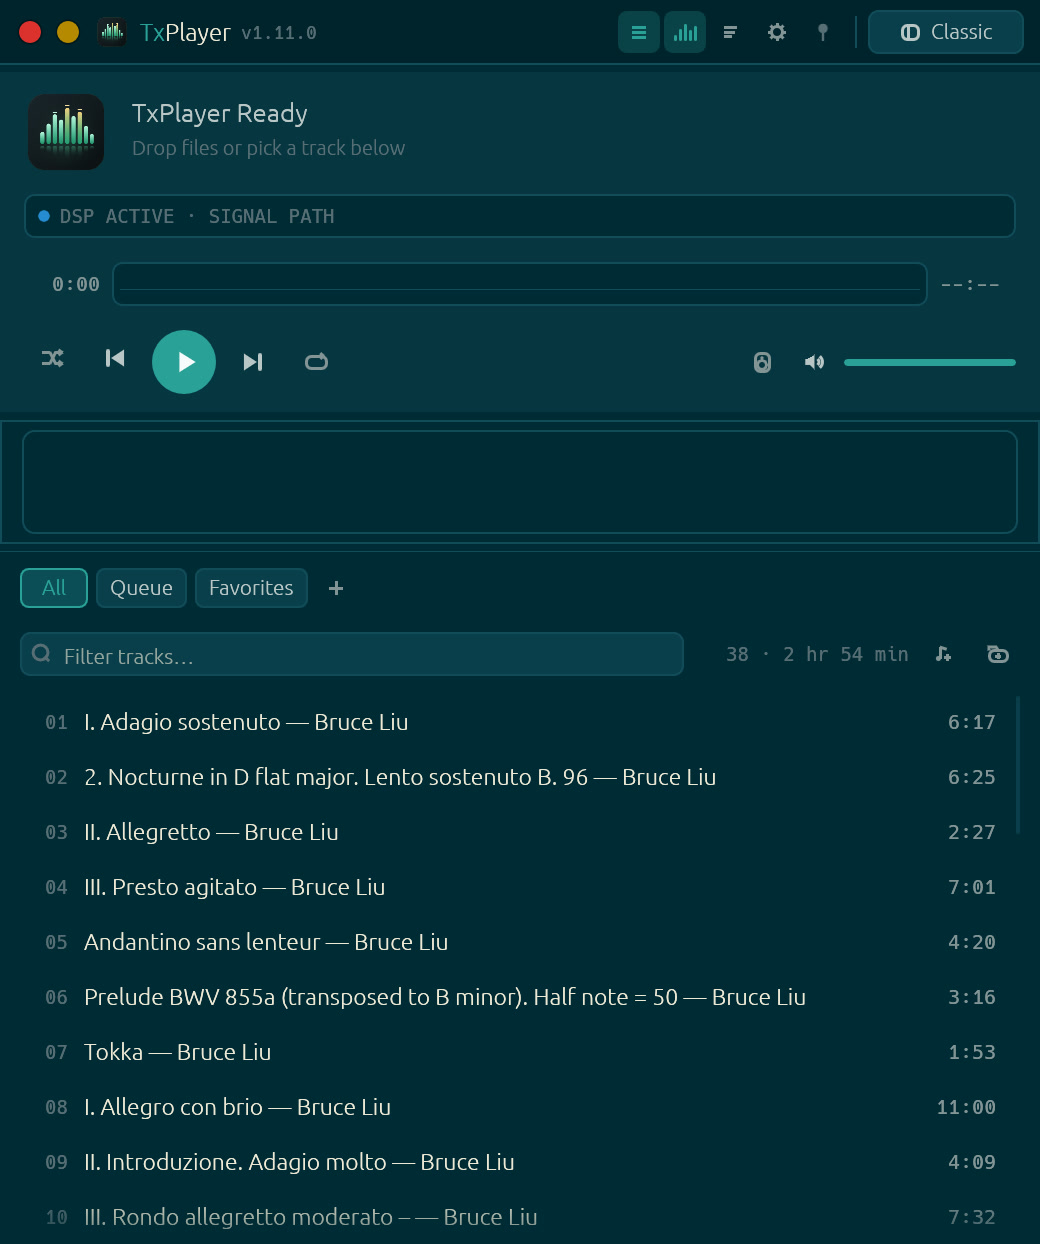 TxPlayer v1.11.0
Classic
TxPlayer Ready
Drop files or pick a track below
DSP ACTIVE · SIGNAL PATH
0:00 --:--
All Queue Favorites +
Filter tracks… 38 · 2 hr 54 min
01 I. Adagio sostenuto — Bruce Liu 6:17
02 2. Nocturne in D flat major. Lento sostenuto B. 96 — Bruce Liu 6:25
03 II. Allegretto — Bruce Liu 2:27
04 III. Presto agitato — Bruce Liu 7:01
05 Andantino sans lenteur — Bruce Liu 4:20
06 Prelude BWV 855a (transposed to B minor). Half note = 50 — Bruce Liu 3:16
07 Tokka — Bruce Liu 1:53
08 I. Allegro con brio — Bruce Liu 11:00
09 II. Introduzione. Adagio molto — Bruce Liu 4:09
10 III. Rondo allegretto moderato – — Bruce Liu 7:32